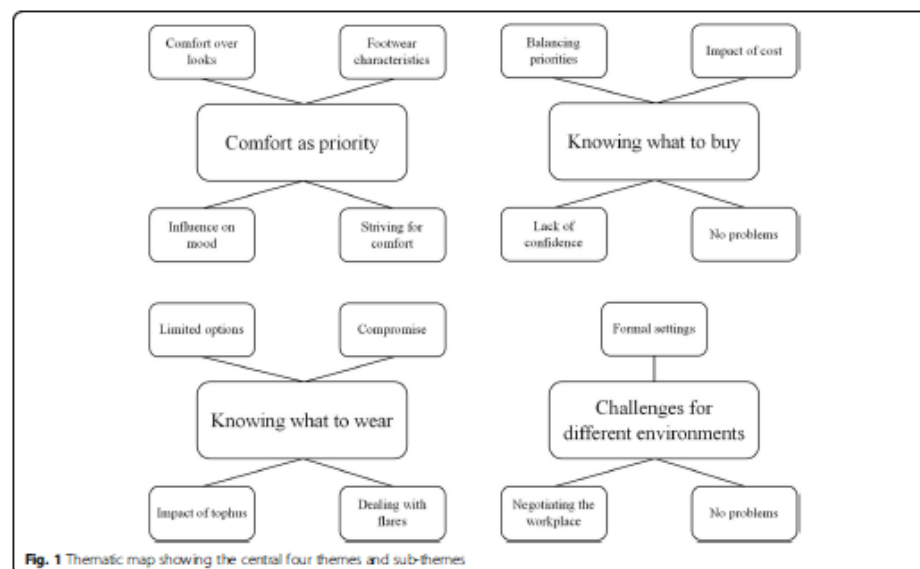 Comfort over
looks
Footwear
characteristics
Comfort as priority
Influence on
mood
Striving for
comfort
Balancing
priorities
Impact of cost
Knowing what to buy
Lack of
confidence
No problems
Limited options
Compromise
Knowing what to wear
Impact of tophus
Dealing with
flares
Formal settings
Challenges for
different environments
Negotiating the
workplace
No problems
Fig. 1 Thematic map showing the central four themes and sub-themes